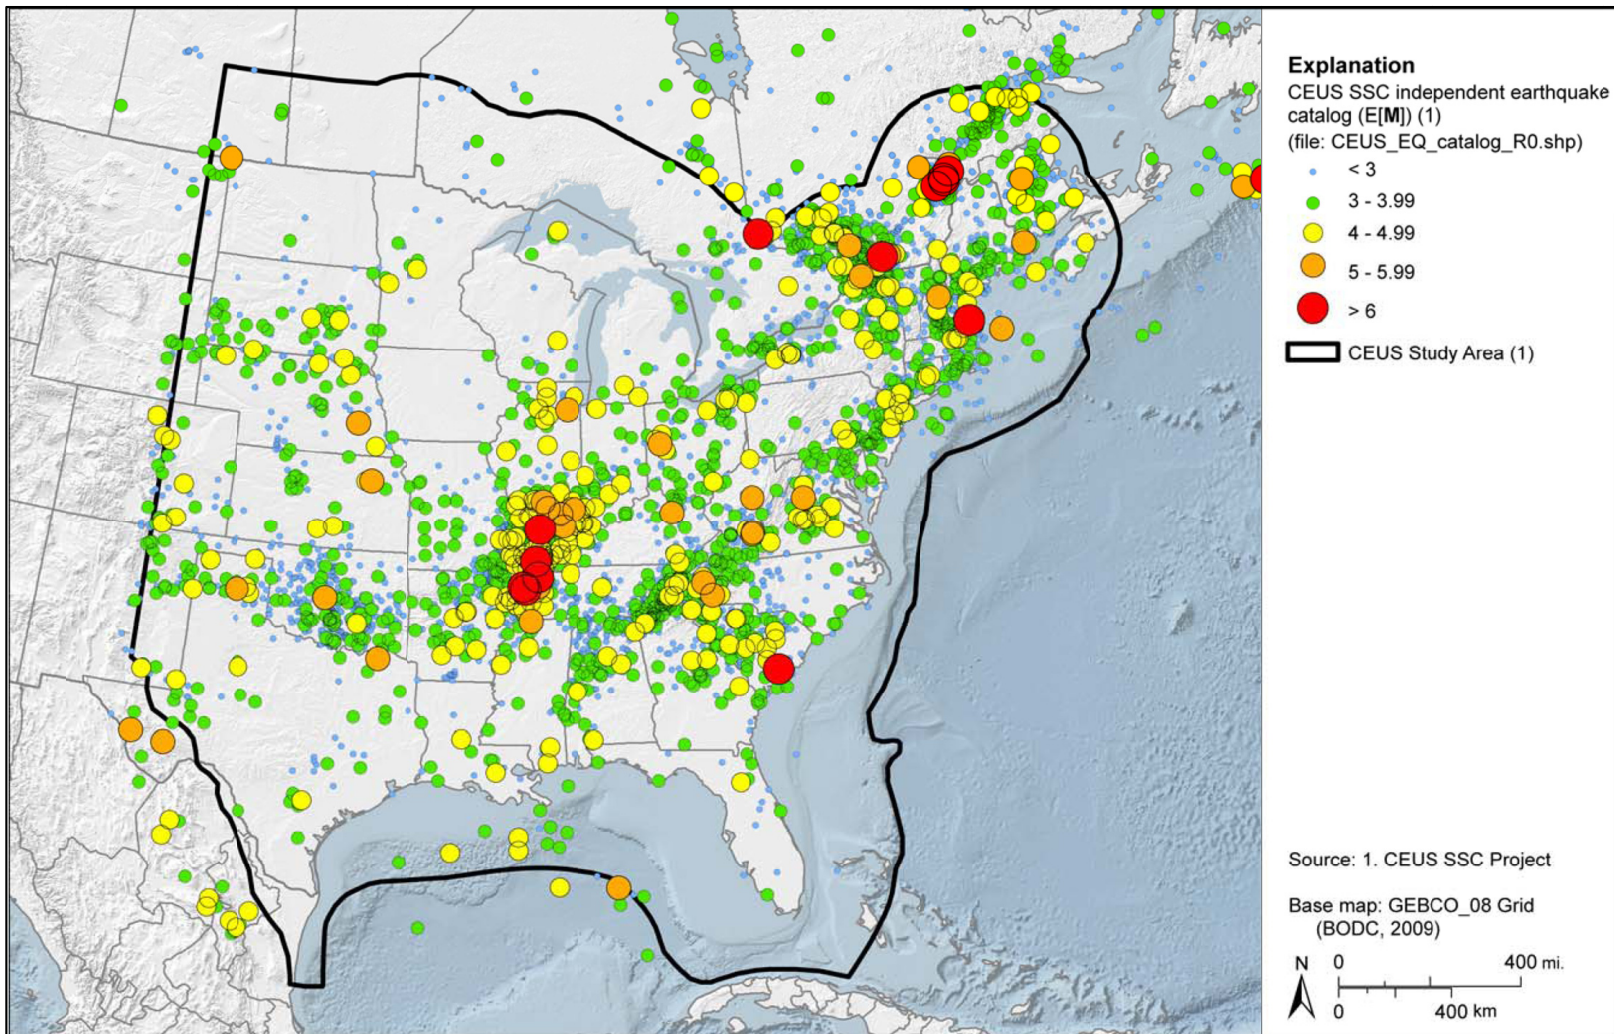 Explanation
CEUS SSC independent earthquake
catalog (E[M]) (1)
(file: CEUS_EQ_catalog_R0.shp)
< 3
3 - 3.99
4 - 4.99
5 - 5.99
> 6
CEUS Study Area (1)
Source: 1. CEUS SSC Project
Base map: GEBCO_08 Grid
(BODC, 2009)
N 0 400 mi.
0 400 km